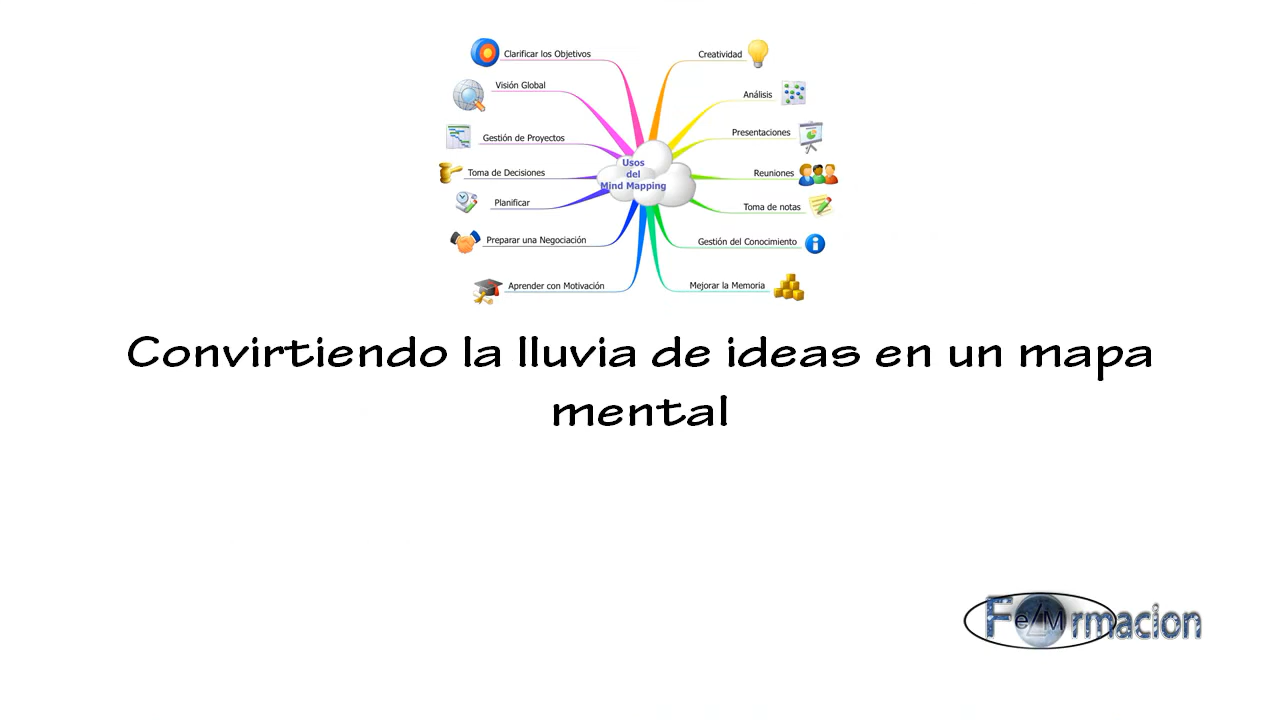 Clarificar los Objetivos
Visión Global
Gestión de Proyectos
Toma de Decisiones
Planificar
Preparar una Negociación
Aprender con Motivación
Usos
del
Mind Mapping
Creatividad
Análisis
Presentaciones
Reuniones
Toma de notas
Gestión del Conocimiento
Mejorar la Memoria
Convirtiendo la lluvia de ideas en un mapa
mental
Fe/Mrmacion